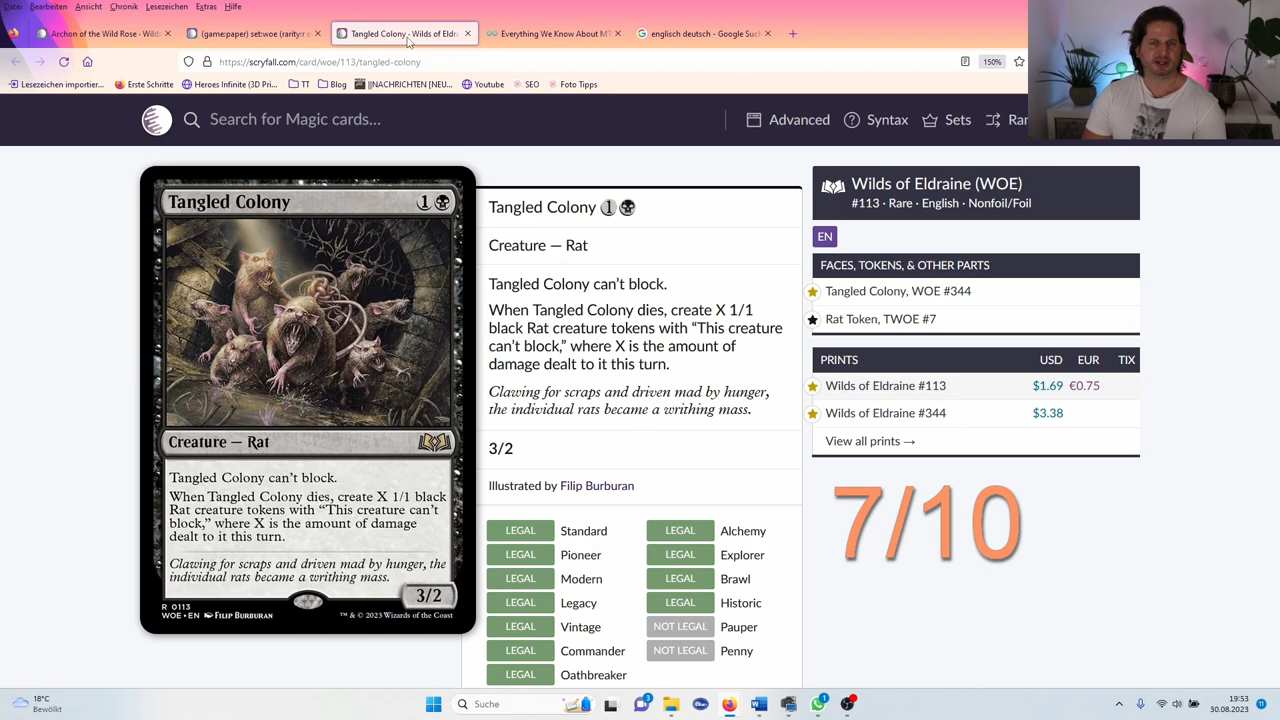 Datei Bearbeiten Ansicht Chronik Lesezeichen Extras Hilfe
Archon of the Wild Rose · Wilds
(game:paper) set:woe (rarity:r o
Tangled Colony · Wilds of Eldra
Everything We Know About MT
englisch deutsch - Google Such
https://scryfall.com/card/woe/113/tangled-colony
150%
Lesezeichen importier...
Erste Schritte
Heroes Infinite (3D Pri...
TT
Blog
||NACHRICHTEN [NEU...
Youtube
SEO
Foto Tipps
Search for Magic cards...
Advanced
Syntax
Sets
Ran
Tangled Colony 1
Creature — Rat
Tangled Colony can't block.
When Tangled Colony dies, create X 1/1 black
Rat creature tokens with “This creature can't
block,” where X is the amount of damage
dealt to it this turn.
Clawing for scraps and driven mad by hunger, the
individual rats became a writhing mass.
3/2
R 0113
WOE • EN Filip Burburan
™ & © 2023 Wizards of the Coast
Tangled Colony 1
Creature — Rat
Tangled Colony can't block.
When Tangled Colony dies, create X 1/1
black Rat creature tokens with “This creature
can't block,” where X is the amount of
damage dealt to it this turn.
Clawing for scraps and driven mad by hunger,
the individual rats became a writhing mass.
3/2
Illustrated by Filip Burburan
LEGAL Standard LEGAL Alchemy
LEGAL Pioneer LEGAL Explorer
LEGAL Modern LEGAL Brawl
LEGAL Legacy LEGAL Historic
LEGAL Vintage NOT LEGAL Pauper
LEGAL Commander NOT LEGAL Penny
LEGAL Oathbreaker
Wilds of Eldraine (WOE)
#113 · Rare · English · Nonfoil/Foil
EN
FACES, TOKENS, & OTHER PARTS
Tangled Colony, WOE #344
Rat Token, TWOE #7
PRINTS USD EUR TIX
Wilds of Eldraine #113 $1.69 €0.75
Wilds of Eldraine #344 $3.38
View all prints →
7/10
18°C
Bewölkt
Suche
3
1
19:53
30.08.2023
11